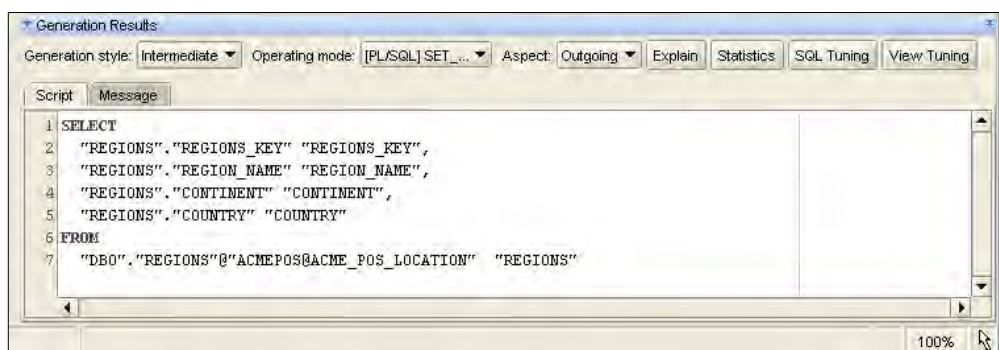 Generation Results
Generation style: Intermediate Operating mode: [PL/SQL] SET_... Aspect: Outgoing Explain Statistics SQL Tuning View Tuning
Script Message
1 SELECT
2 "REGIONS"."REGIONS_KEY" "REGIONS_KEY",
3 "REGIONS"."REGION_NAME" "REGION_NAME",
4 "REGIONS"."CONTINENT" "CONTINENT",
5 "REGIONS"."COUNTRY" "COUNTRY"
6 FROM
7 "DBO"."REGIONS"@"ACMEPOS@ACME_POS_LOCATION" "REGIONS"
100%